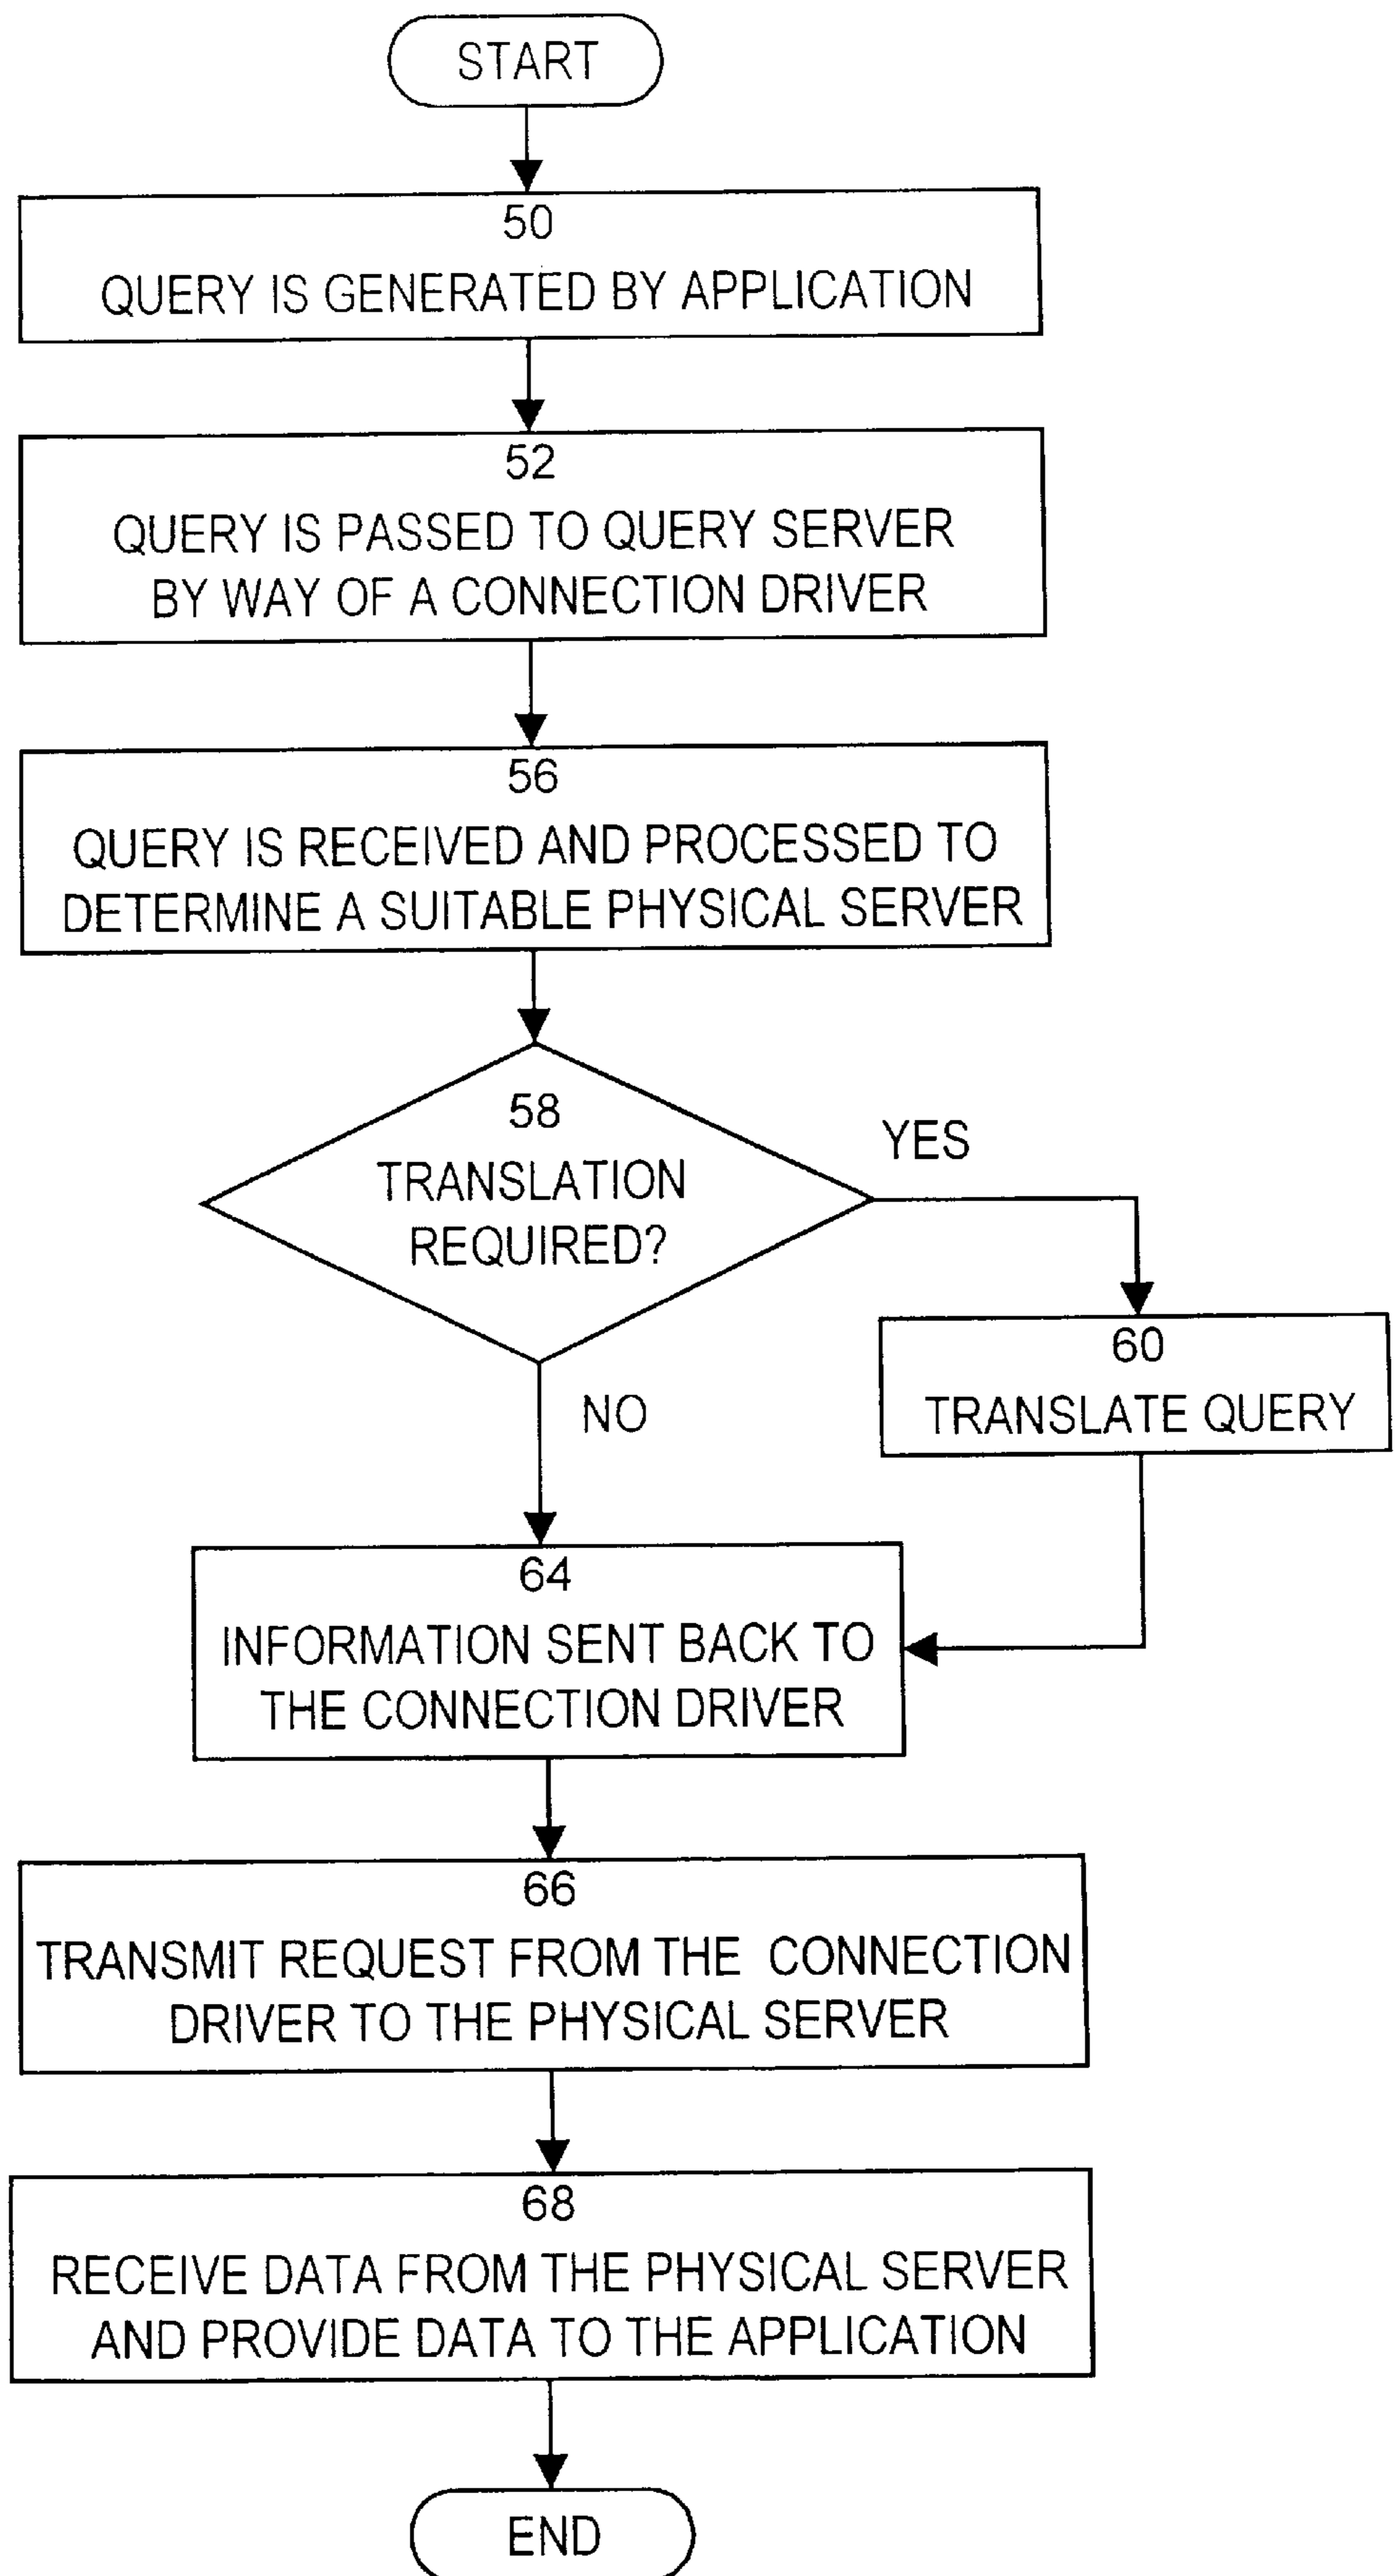 START
50
QUERY IS GENERATED BY APPLICATION
52
QUERY IS PASSED TO QUERY SERVER
BY WAY OF A CONNECTION DRIVER
56
QUERY IS RECEIVED AND PROCESSED TO
DETERMINE A SUITABLE PHYSICAL SERVER
58
TRANSLATION
REQUIRED?
YES
60
TRANSLATE QUERY
NO
64
INFORMATION SENT BACK TO
THE CONNECTION DRIVER
66
TRANSMIT REQUEST FROM THE CONNECTION
DRIVER TO THE PHYSICAL SERVER
68
RECEIVE DATA FROM THE PHYSICAL SERVER
AND PROVIDE DATA TO THE APPLICATION
END